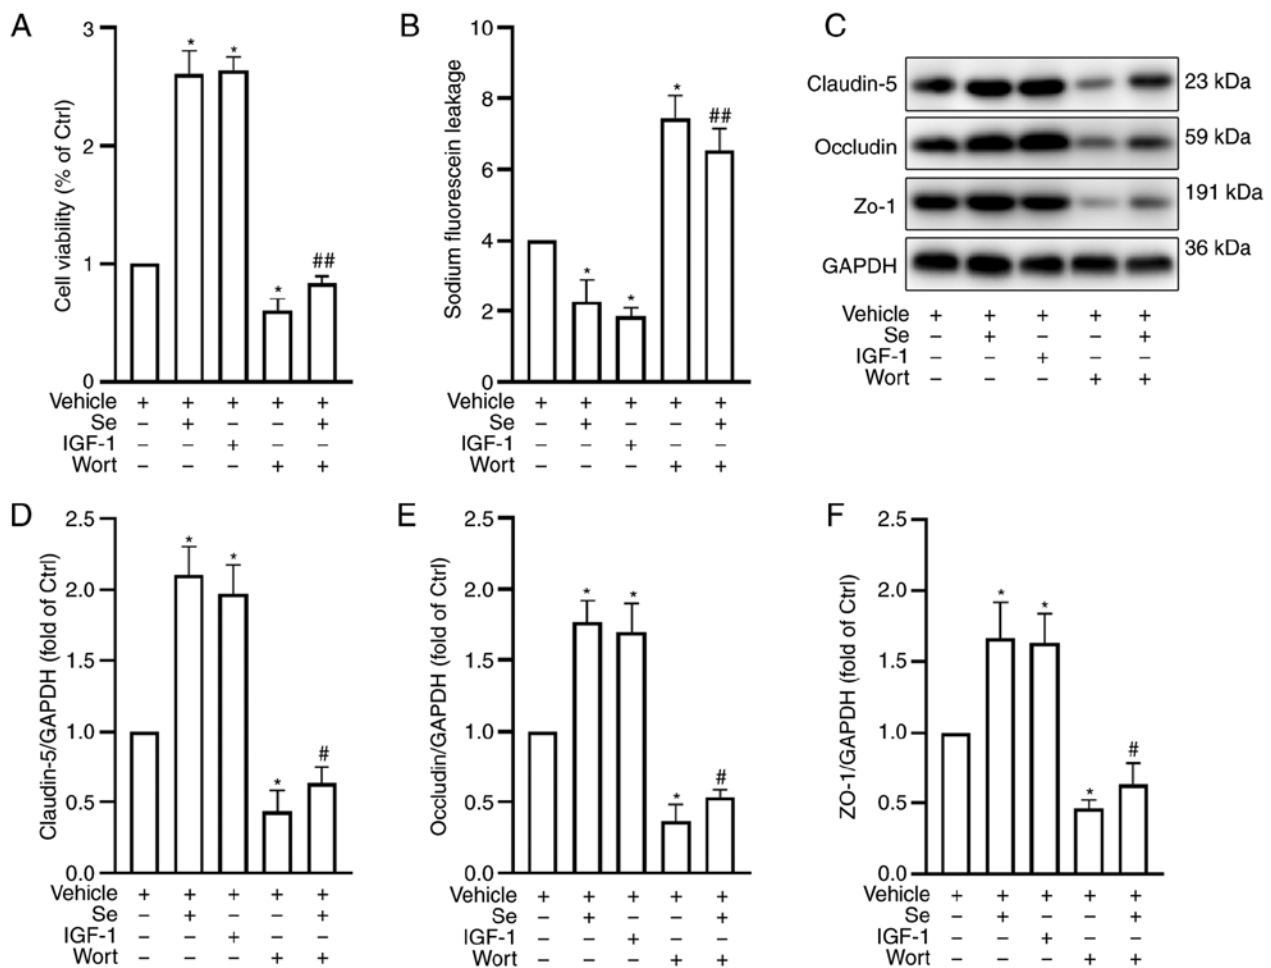 A
Cell viability (% of Ctrl)
3
2
1
0
* * * ##
Vehicle + + + + +
Se – + – – +
IGF-1 – – + – –
Wort – – – + +
B
Sodium fluorescein leakage
10
8
6
4
2
0
* * * ##
Vehicle + + + + +
Se – + – – +
IGF-1 – – + – –
Wort – – – + +
C
Claudin-5 23 kDa
Occludin 59 kDa
Zo-1 191 kDa
GAPDH 36 kDa
Vehicle + + + + +
Se – + – – +
IGF-1 – – + – –
Wort – – – + +
D
Claudin-5/GAPDH (fold of Ctrl)
2.5
2.0
1.5
1.0
0.5
0.0
* * * #
Vehicle + + + + +
Se – + – – +
IGF-1 – – + – –
Wort – – – + +
E
Occludin/GAPDH (fold of Ctrl)
2.5
2.0
1.5
1.0
0.5
0.0
* * * #
Vehicle + + + + +
Se – + – – +
IGF-1 – – + – –
Wort – – – + +
F
ZO-1/GAPDH (fold of Ctrl)
2.5
2.0
1.5
1.0
0.5
0.0
* * * #
Vehicle + + + + +
Se – + – – +
IGF-1 – – + – –
Wort – – – + +